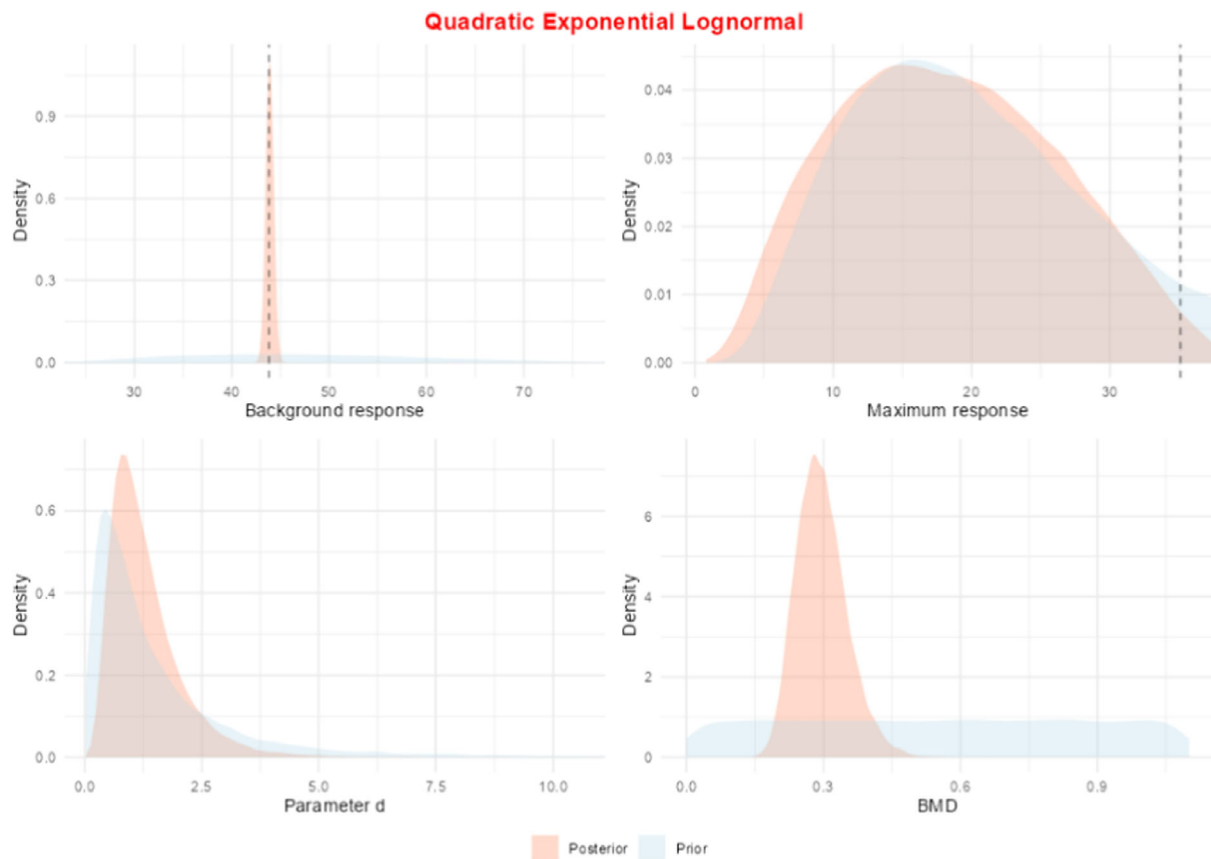 Quadratic Exponential Lognormal
Density
0.9
0.6
0.3
0.0
30 40 50 60 70
Background response
Density
0.04
0.03
0.02
0.01
0.00
0 10 20 30
Maximum response
Density
0.6
0.4
0.2
0.0
0.0 2.5 5.0 7.5 10.0
Parameter d
Density
6
4
2
0
0.0 0.3 0.6 0.9
BMD
Posterior Prior